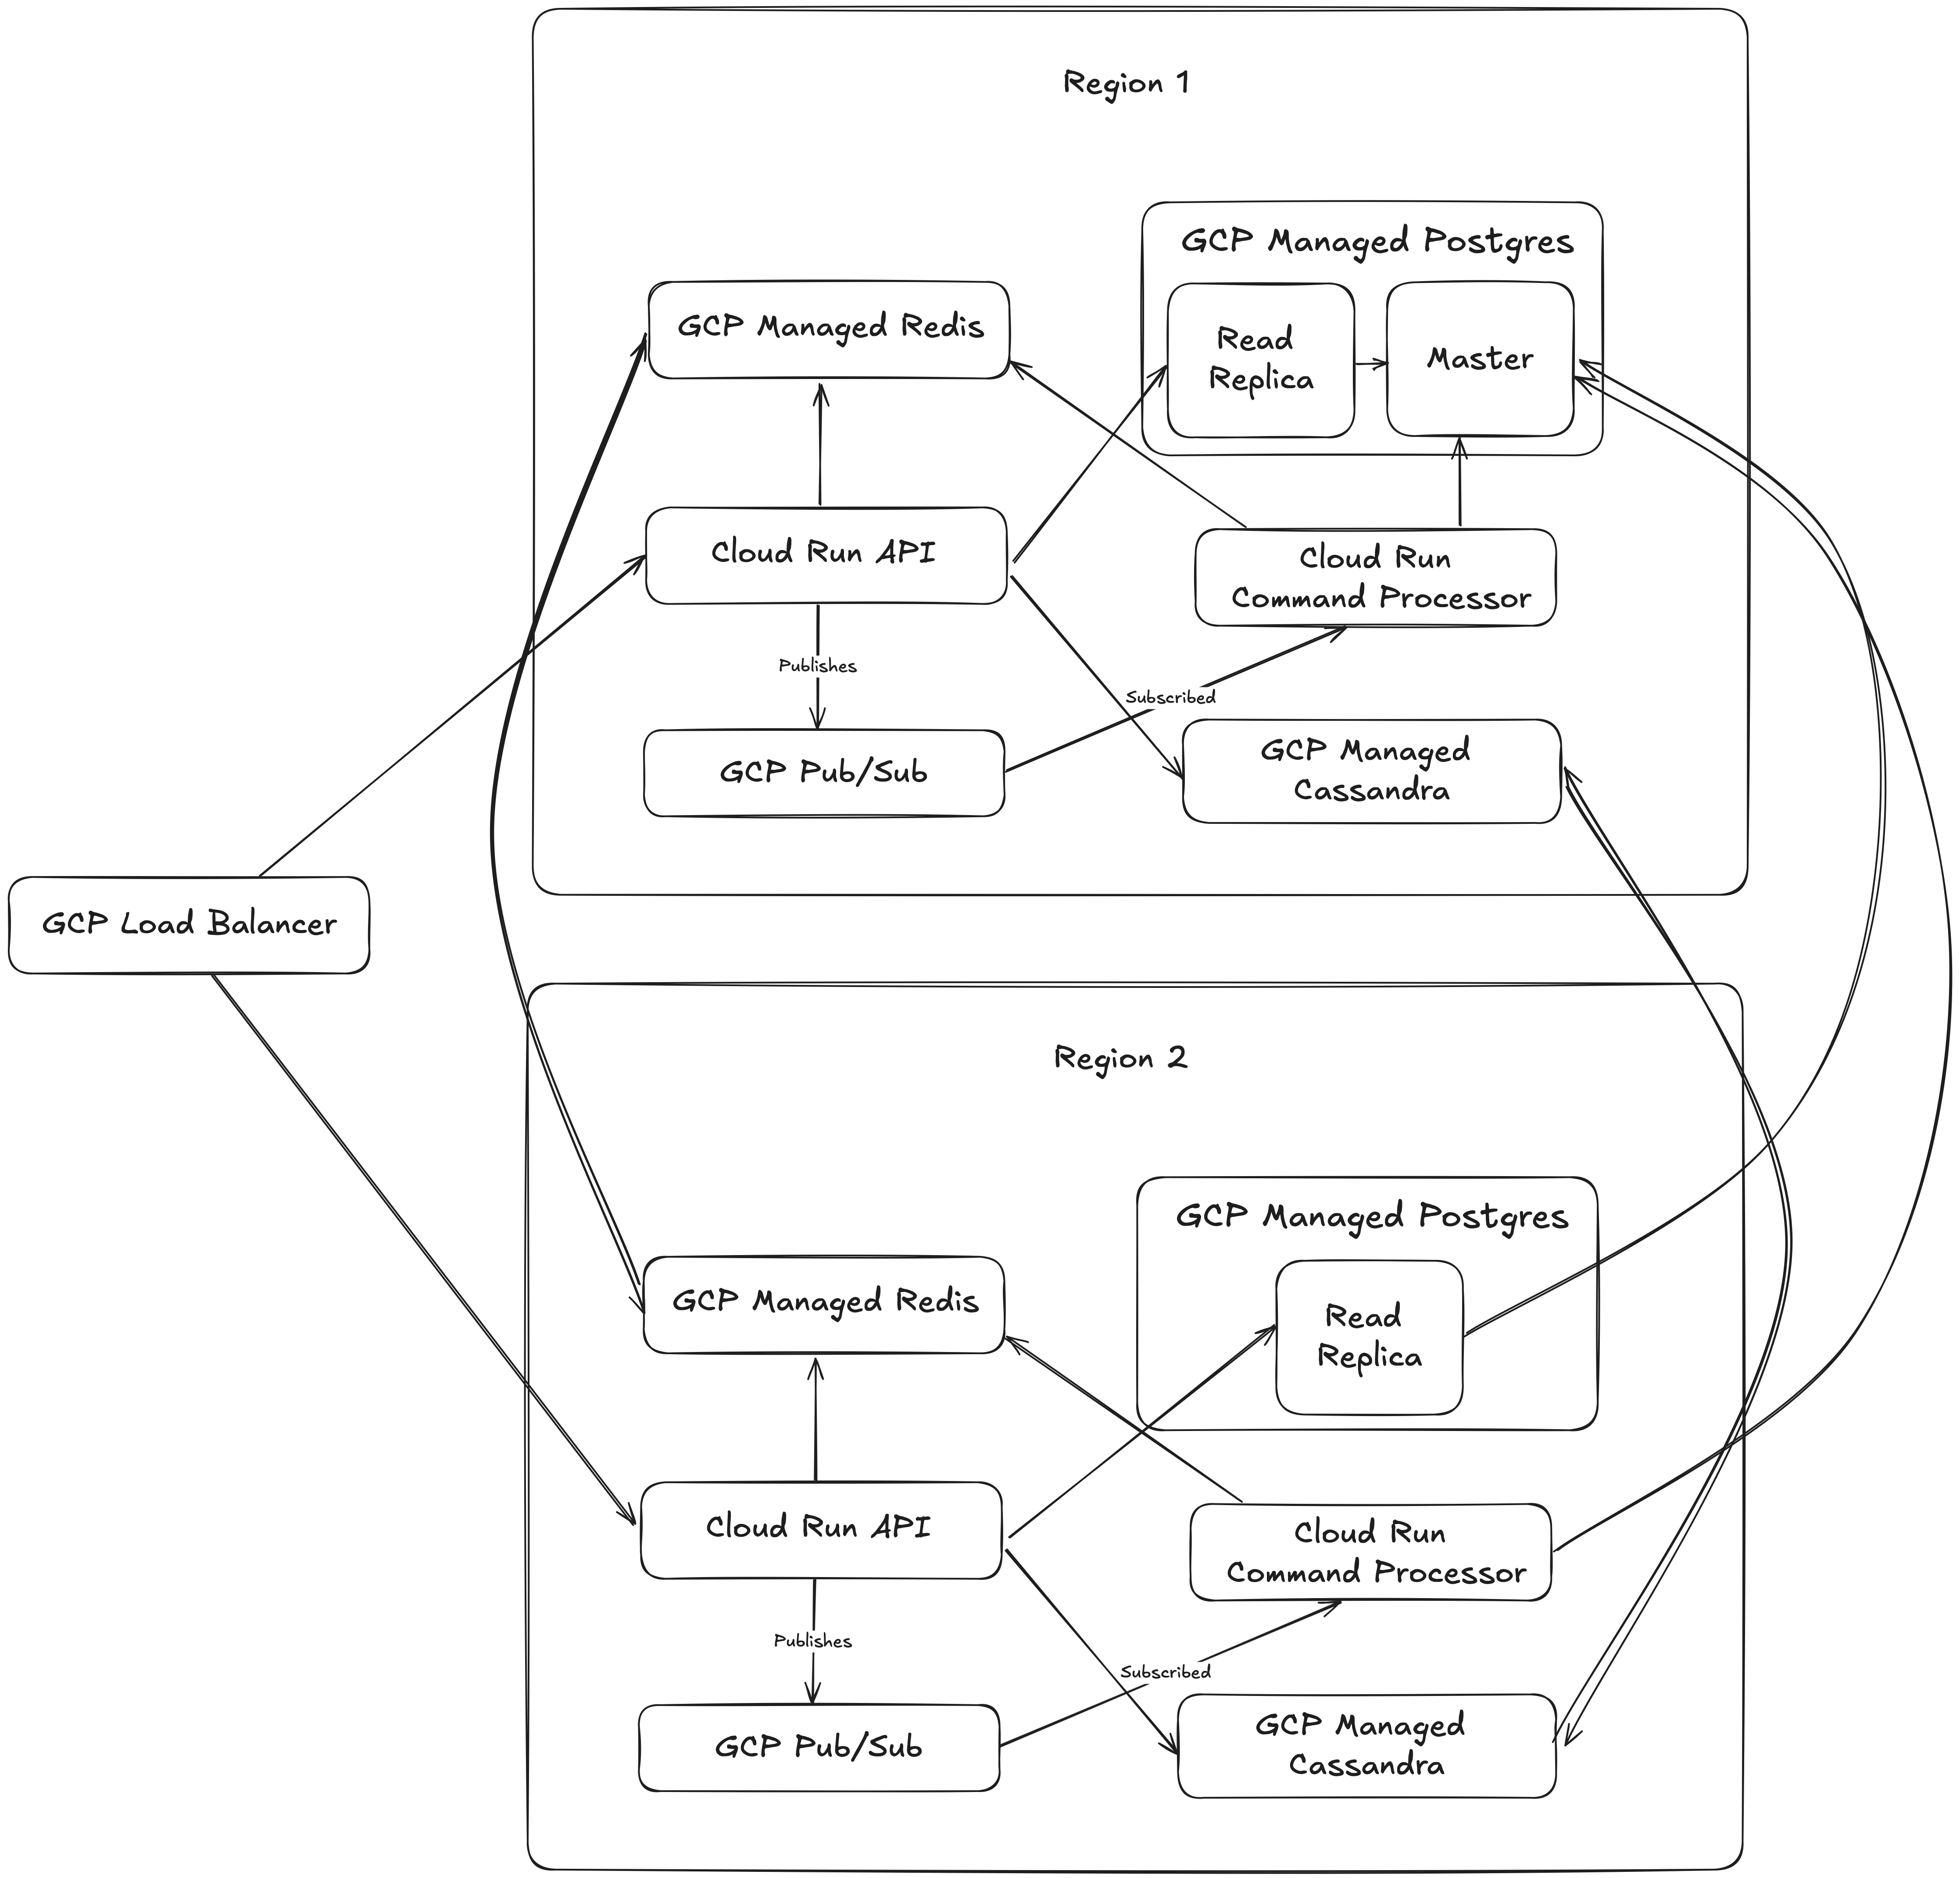 Region 1
GCP Managed Postgres
GCP Managed Redis
Read
Replica
Master
Cloud Run API
Cloud Run
Command Processor
Publishes
Subscribed
GCP Pub/Sub
GCP Managed
Cassandra
GCP Load Balancer
Region 2
GCP Managed Postgres
GCP Managed Redis
Read
Replica
Cloud Run API
Cloud Run
Command Processor
Publishes
Subscribed
GCP Pub/Sub
GCP Managed
Cassandra